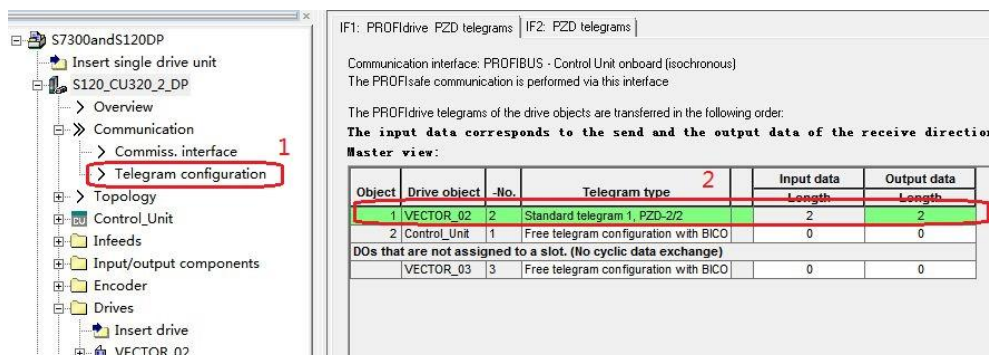 S7300andS120DP
Insert single drive unit
S120_CU320_2_DP
Overview
Communication
Commiss. interface
1
Telegram configuration
Topology
Control_Unit
Infeeds
Input/output components
Encoder
Drives
Insert drive
VECTOR_02
IF1: PROFIdrive PZD telegrams
IF2: PZD telegrams
Communication interface: PROFIBUS - Control Unit onboard (isochronous)
The PROFIsafe communication is performed via this interface
The PROFIdrive telegrams of the drive objects are transferred in the following order:
The input data corresponds to the send and the output data of the receive direction
Master view:
2
Object Drive object -No. Telegram type Input data Output data
Length Length
1 VECTOR_02 2 Standard telegram 1, PZD-2/2 2 2
2 Control_Unit 1 Free telegram configuration with BICO 0 0
DOs that are not assigned to a slot. (No cyclic data exchange)
VECTOR_03 3 Free telegram configuration with BICO 0 0